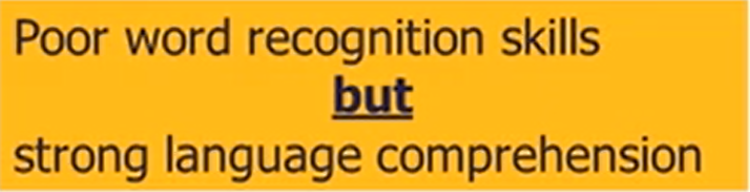 Poor word recognition skills
but
strong language comprehension